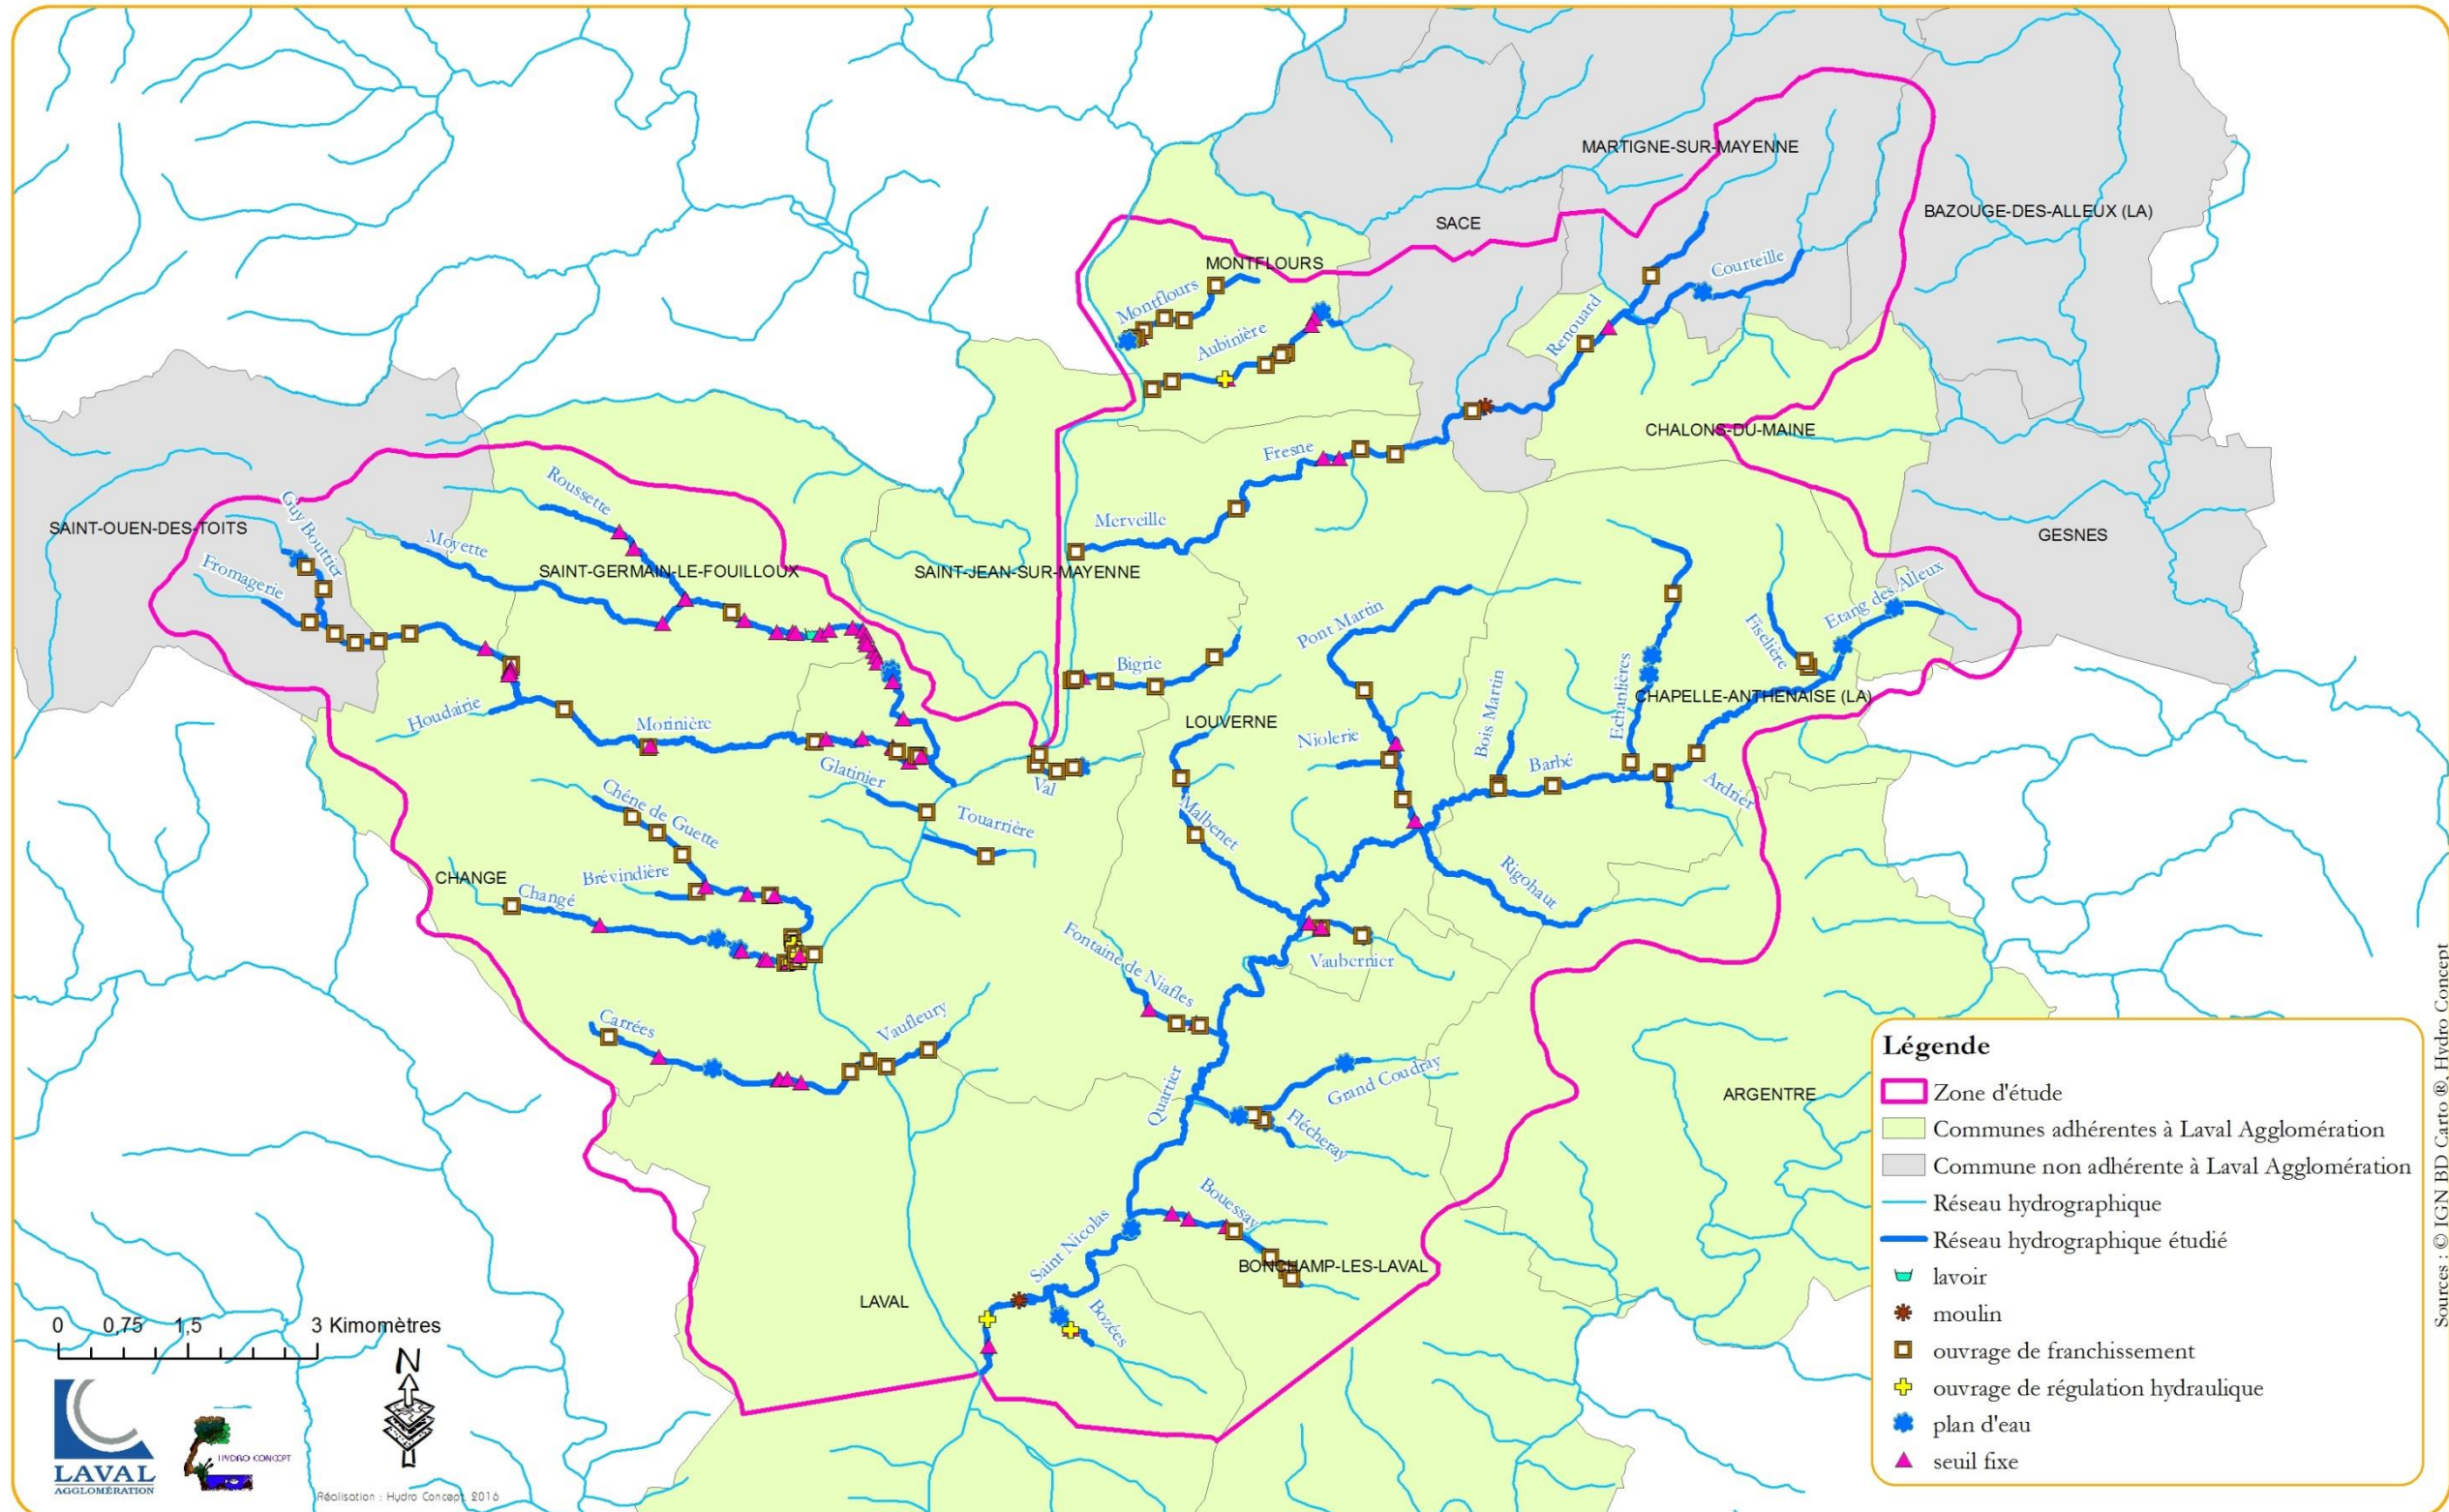 MARTIGNE-SUR-MAYENNE
BAZOUGE-DES-ALLEUX (LA)
SACE
MONTFLOURS
Montflours
Courteille
Renouard
Aubinière
CHALONS-DU-MAINE
Fresne
Roussette
Guy Bouttier
SAINT-OUEN-DES-TOITS
Merveille
GESNES
Moyette
Fromagerie
SAINT-GERMAIN-LE-FOUILLOUX
SAINT-JEAN-SUR-MAYENNE
Etang des Alleux
Pont Martin
Fiselière
Bigrie
Echanlières
CHAPELLE-ANTHENAISE (LA)
Bois Martin
Houdairie
Morinière
LOUVERNE
Niolerie
Barbé
Ardrier
Glatinier
Val
Chêne de Guette
Touarrière
Malbenet
Brévindière
CHANGE
Changé
Rigohaut
Fontaine de Niafles
Vaubernier
Carrées
Vaufleury
Quartier
Grand Coudray
Flécheray
ARGENTRE
Bouessay
Saint Nicolas
BONCHAMP-LES-LAVAL
LAVAL
Bozées
Légende
Zone d'étude
Communes adhérentes à Laval Agglomération
Commune non adhérente à Laval Agglomération
Réseau hydrographique
Réseau hydrographique étudié
lavoir
moulin
ouvrage de franchissement
ouvrage de régulation hydraulique
plan d'eau
seuil fixe
0 0,75 1,5 3 Kimomètres
N
LAVAL
AGGLOMÉRATION
HYDRO CONCEPT
Réalisation : Hydro Concept, 2016
Sources : © IGN BD Carto ®, Hydro Concept